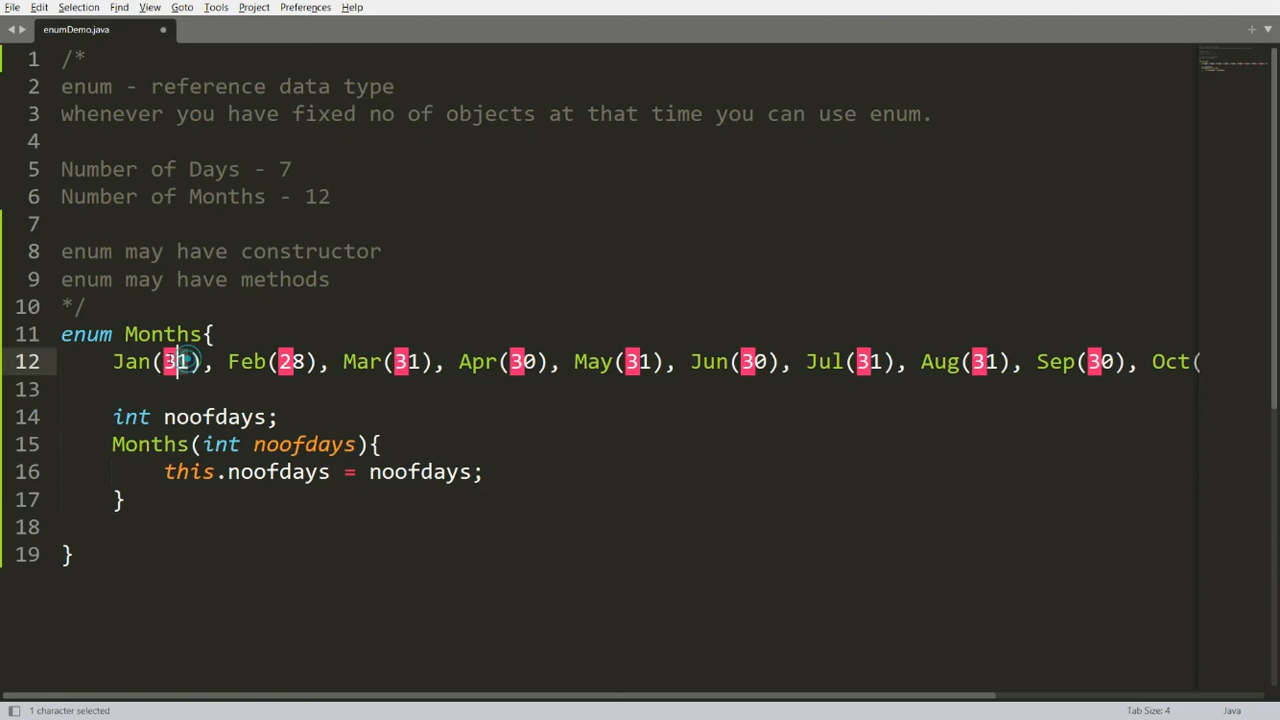 File Edit Selection Find View Goto Tools Project Preferences Help
enumDemo.java
1 /*
2 enum - reference data type
3 whenever you have fixed no of objects at that time you can use enum.
4
5 Number of Days - 7
6 Number of Months - 12
7
8 enum may have constructor
9 enum may have methods
10 */
11 enum Months{
12 Jan(31), Feb(28), Mar(31), Apr(30), May(31), Jun(30), Jul(31), Aug(31), Sep(30), Oct(
13
14 int noofdays;
15 Months(int noofdays){
16 this.noofdays = noofdays;
17 }
18
19 }
1 character selected Tab Size: 4 Java